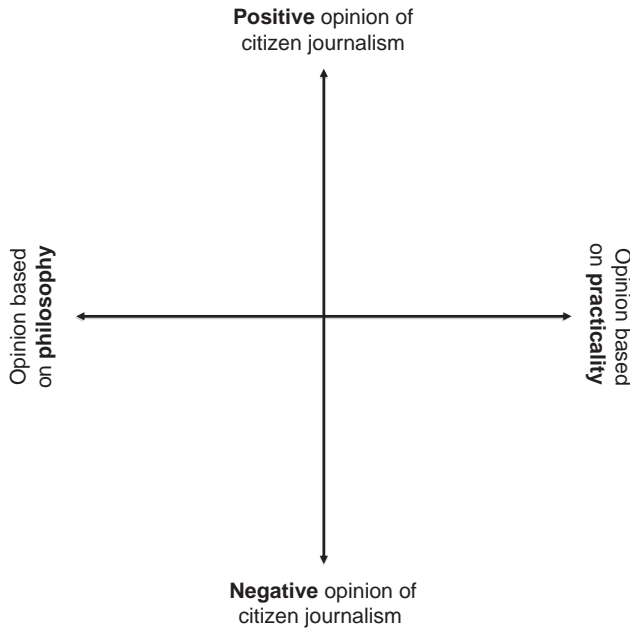 Positive opinion of
citizen journalism
Opinion based
on philosophy
Opinion based
on practicality
Negative opinion of
citizen journalism